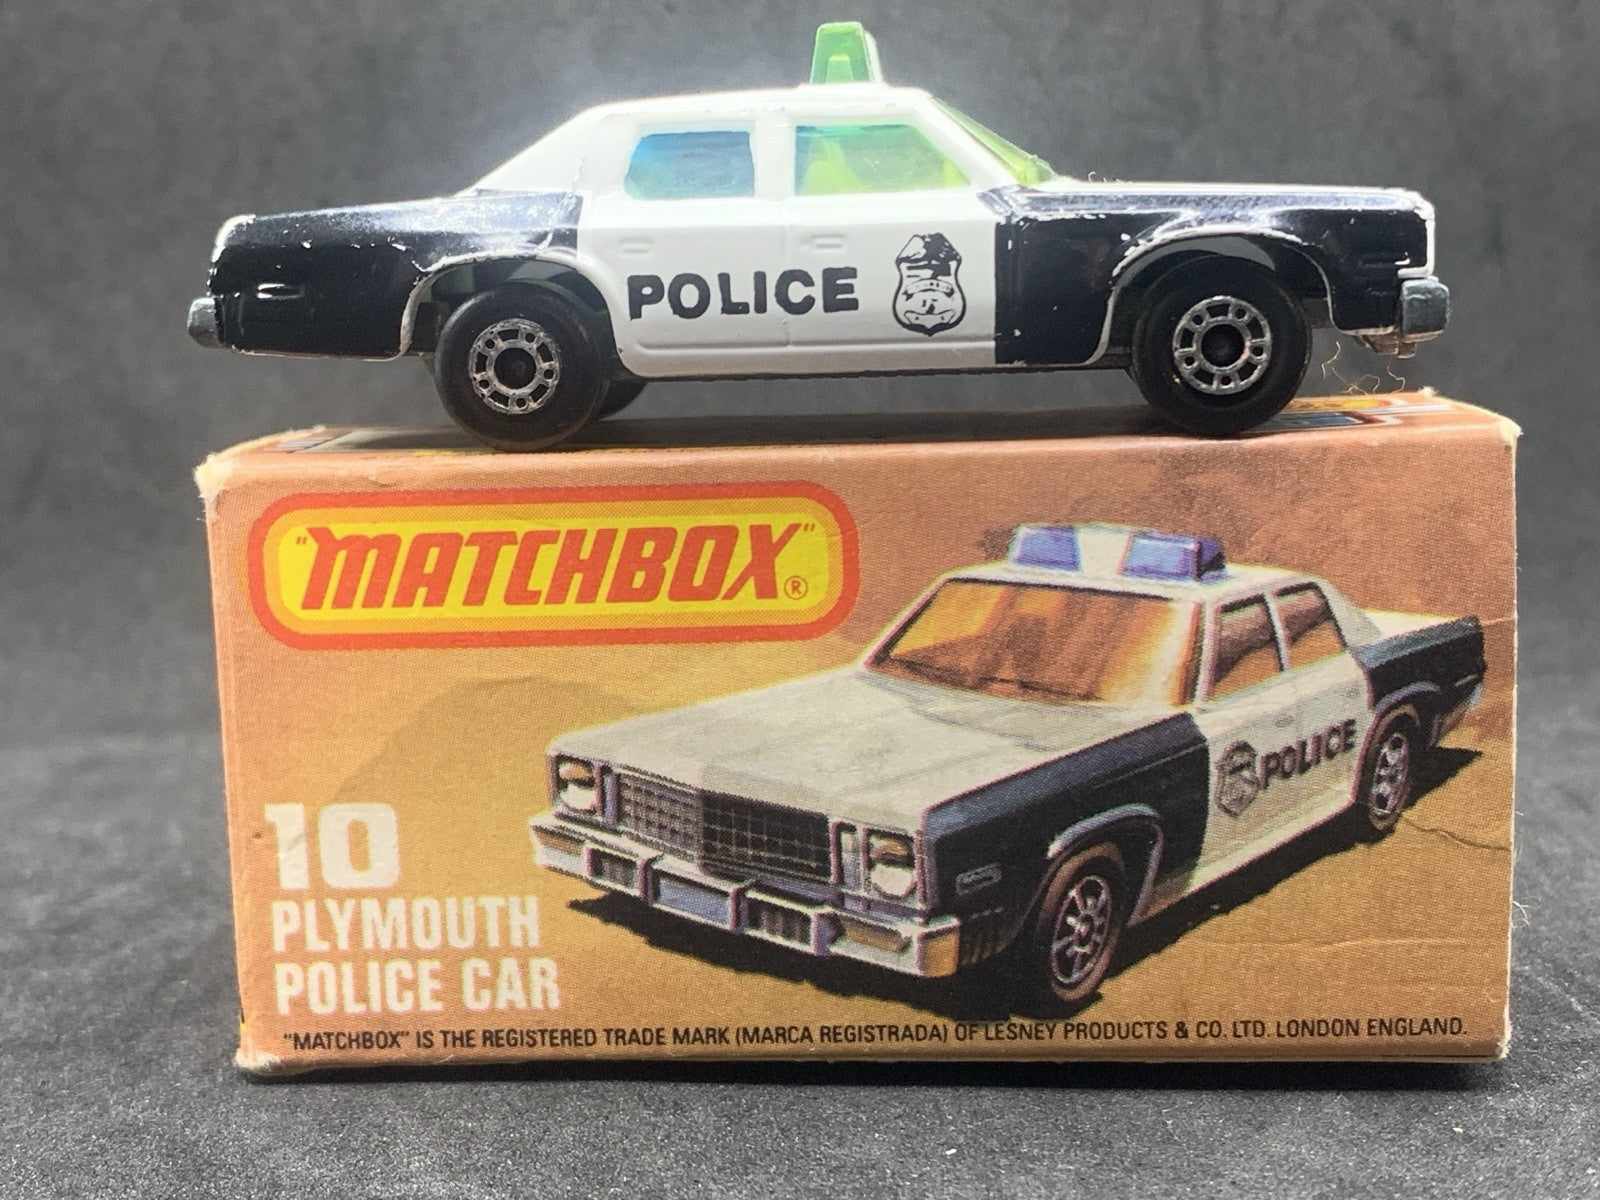 POLICE
"MATCHBOX"®
POLICE
10
PLYMOUTH
POLICE CAR
"MATCHBOX" IS THE REGISTERED TRADE MARK (MARCA REGISTRADA) OF LESNEY PRODUCTS & CO. LTD. LONDON ENGLAND.